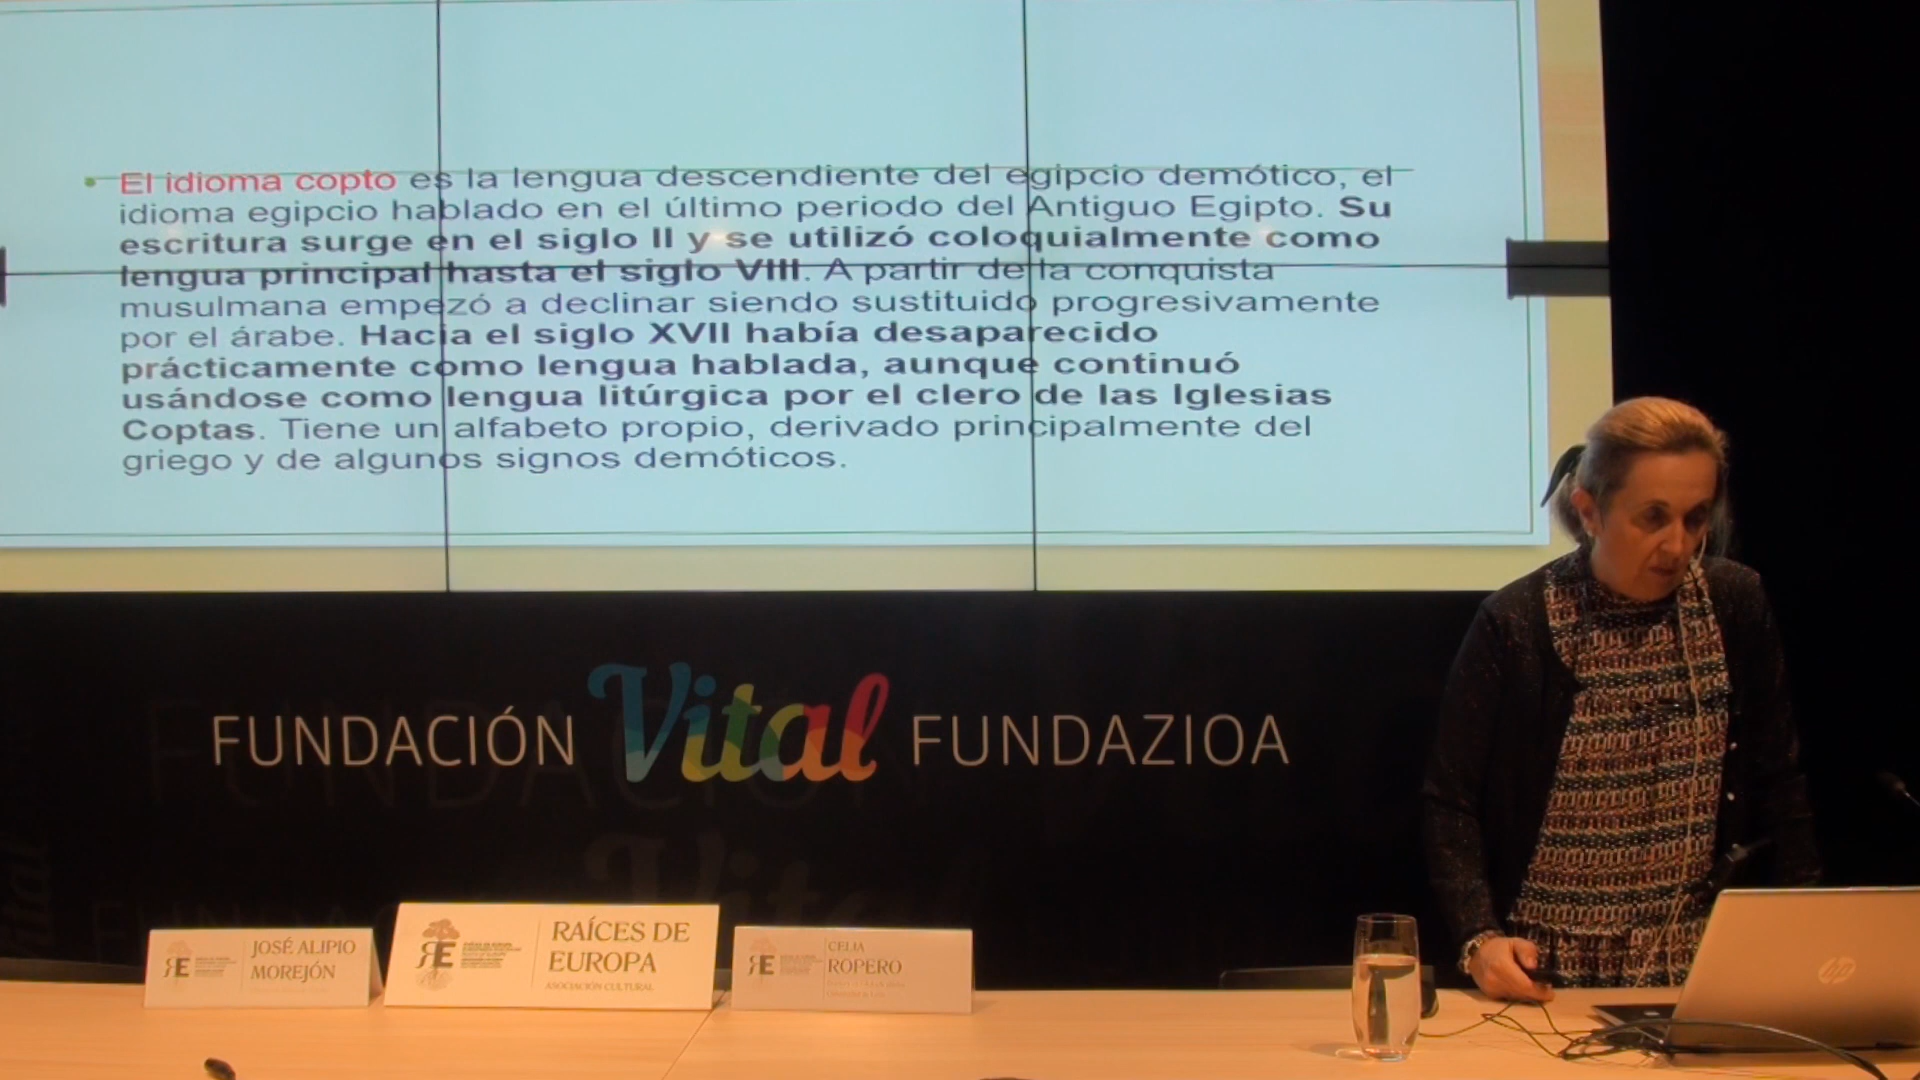 • El idioma copto es la lengua descendiente del egipcio demótico, el
idioma egipcio hablado en el último periodo del Antiguo Egipto. Su
escritura surge en el siglo II y se utilizó coloquialmente como
lengua principal hasta el siglo VIII. A partir de la conquista
musulmana empezó a declinar siendo sustituido progresivamente
por el árabe. Hacia el siglo XVII había desaparecido
prácticamente como lengua hablada, aunque continuó
usándose como lengua litúrgica por el clero de las Iglesias
Coptas. Tiene un alfabeto propio, derivado principalmente del
griego y de algunos signos demóticos.
FUNDACIÓN Vital FUNDAZIOA
RE
JOSÉ ALIPIO
MOREJÓN
RE
RAÍCES DE
EUROPA
ASOCIACIÓN CULTURAL
RE
CELIA
ROPERO
hp